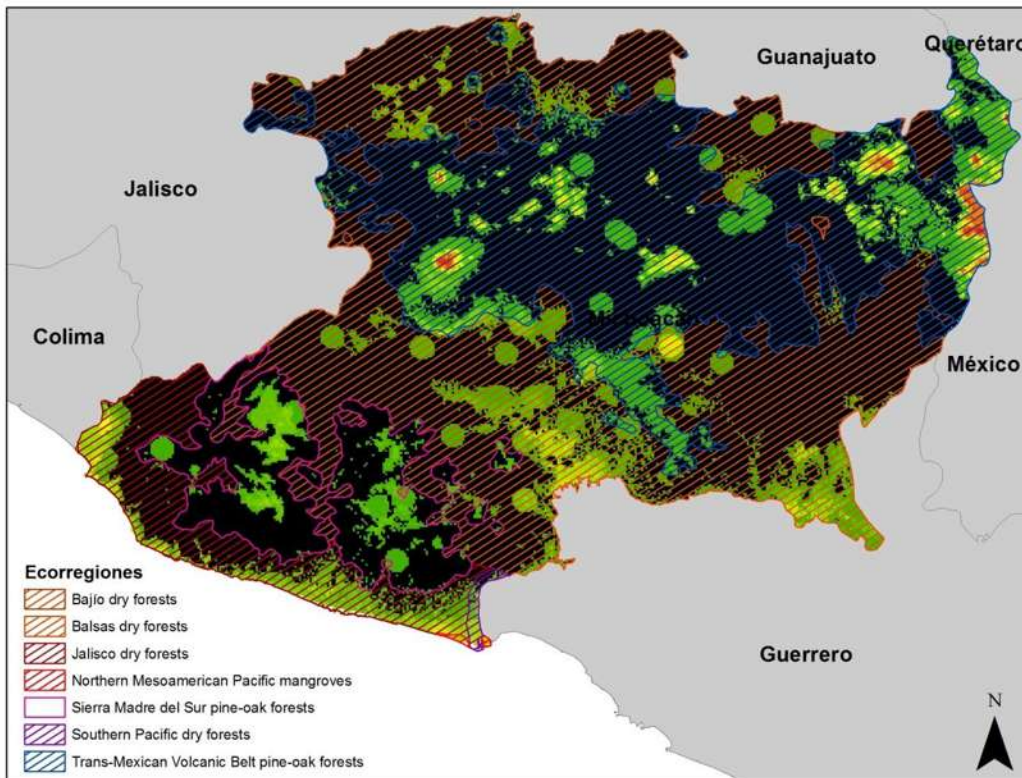 Guanajuato
Querétaro
Jalisco
Colima
México
Guerrero
Ecorregiones
Bajío dry forests
Balsas dry forests
Jalisco dry forests
Northern Mesoamerican Pacific mangroves
Sierra Madre del Sur pine-oak forests
Southern Pacific dry forests
Trans-Mexican Volcanic Belt pine-oak forests
N